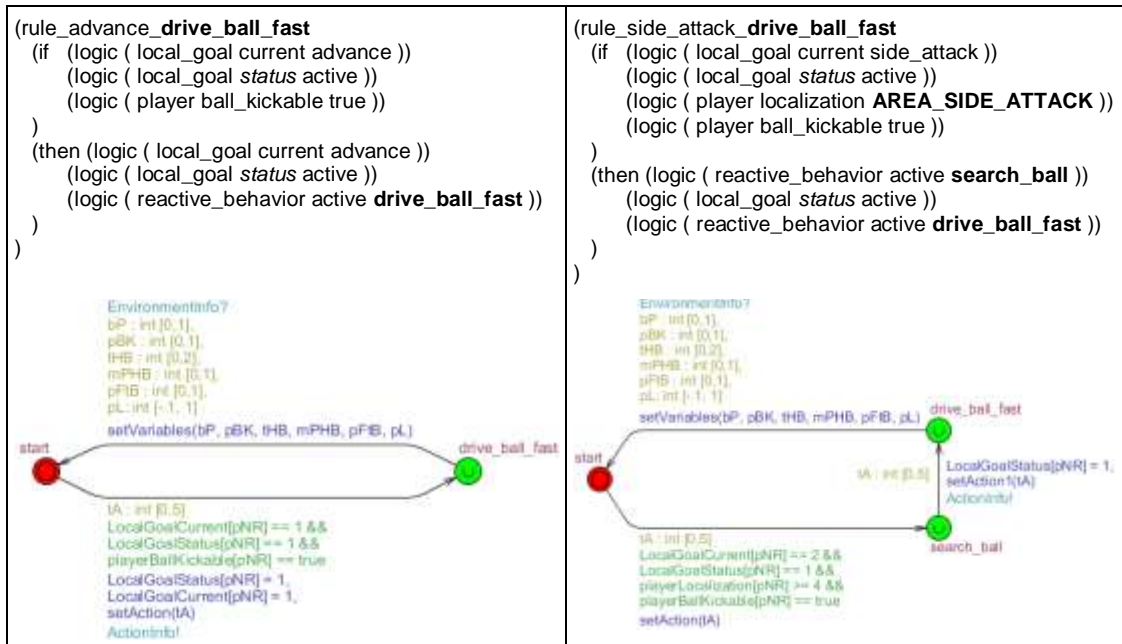 (rule_advance_drive_ball_fast
(if (logic ( local_goal current advance ))
(logic ( local_goal status active ))
(logic ( player ball_kickable true ))
)
(then (logic ( local_goal current advance ))
(logic ( local_goal status active ))
(logic ( reactive_behavior active drive_ball_fast ))
)
)
EnvironmentInfo?
bP : int [0,1],
pBK : int [0,1],
tHB : int [0,2],
mPHB : int [0,1],
pFtB : int [0,1],
pL: int [-1, 1]
setVariables(bP, pBK, tHB, mPHB, pFtB, pL)
start
drive_ball_fast
tA : int [0,5]
LocalGoalCurrent[pNR] == 1 &&
LocalGoalStatus[pNR] == 1 &&
playerBallKickable[pNR] == true
LocalGoalStatus[pNR] = 1,
LocalGoalCurrent[pNR] = 1,
setAction(tA)
ActionInfo!
(rule_side_attack_drive_ball_fast
(if (logic ( local_goal current side_attack ))
(logic ( local_goal status active ))
(logic ( player localization AREA_SIDE_ATTACK ))
(logic ( player ball_kickable true ))
)
(then (logic ( reactive_behavior active search_ball ))
(logic ( local_goal status active ))
(logic ( reactive_behavior active drive_ball_fast ))
)
)
EnvironmentInfo?
bP : int [0,1],
pBK : int [0,1],
tHB : int [0,2],
mPHB : int [0,1],
pFtB : int [0,1],
pL: int [-1, 1]
setVariables(bP, pBK, tHB, mPHB, pFtB, pL)
drive_ball_fast
start
tA : int [0,5]
LocalGoalStatus[pNR] = 1,
setAction1(tA)
ActionInfo!
search_ball
tA : int [0,5]
LocalGoalCurrent[pNR] == 2 &&
LocalGoalStatus[pNR] == 1 &&
playerLocalization[pNR] >= 4 &&
playerBallKickable[pNR] == true
setAction(tA)